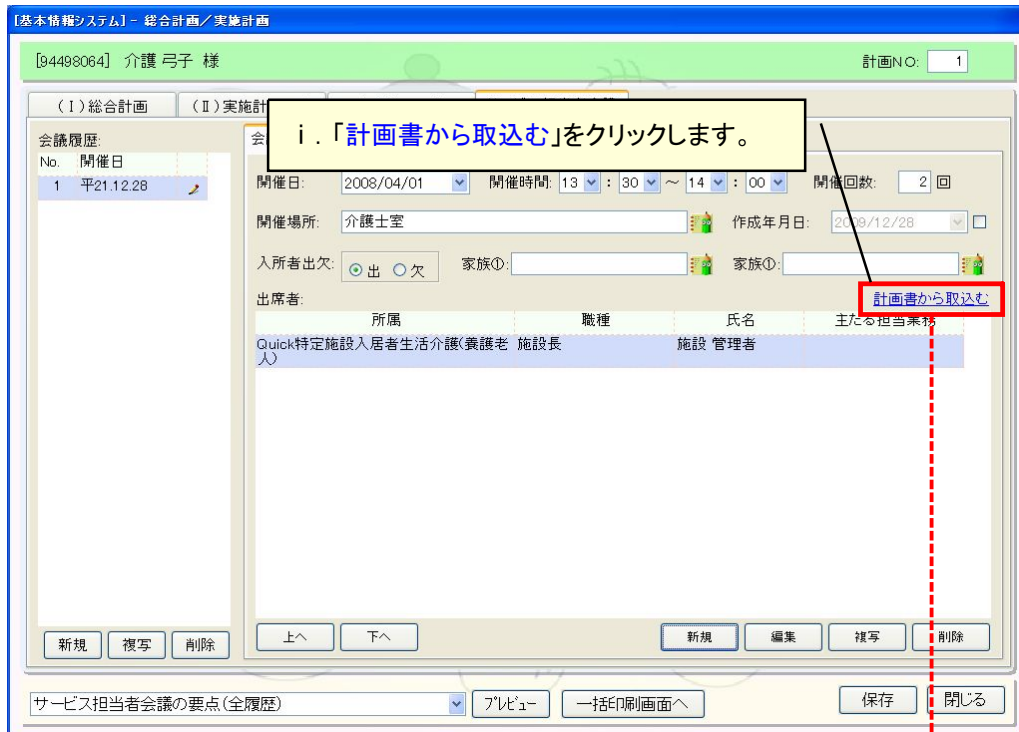 [基本情報システム] - 総合計画／実施計画
[94498064] 介護 弓子 様 計画NO: 1
(Ⅰ)総合計画 (Ⅱ)実施計
ⅰ.「計画書から取込む」をクリックします。
会議履歴:
No. 開催日
1 平21.12.28
開催日: 2008/04/01 開催時間: 13 : 30 ～ 14 : 00 開催回数: 2 回
開催場所: 介護士室 作成年月日: 2009/12/28
入所者出欠: 出 欠 家族①: 家族①:
出席者: 計画書から取込む
所属 職種 氏名 主たる担当業務
Quick特定施設入居者生活介護(養護老 施設長 施設 管理者
人)
上へ 下へ 新規 編集 複写 削除
新規 複写 削除
サービス担当者会議の要点(全履歴) ﾌﾟﾚﾋﾞｭｰ 一括印刷画面へ 保存 閉じる